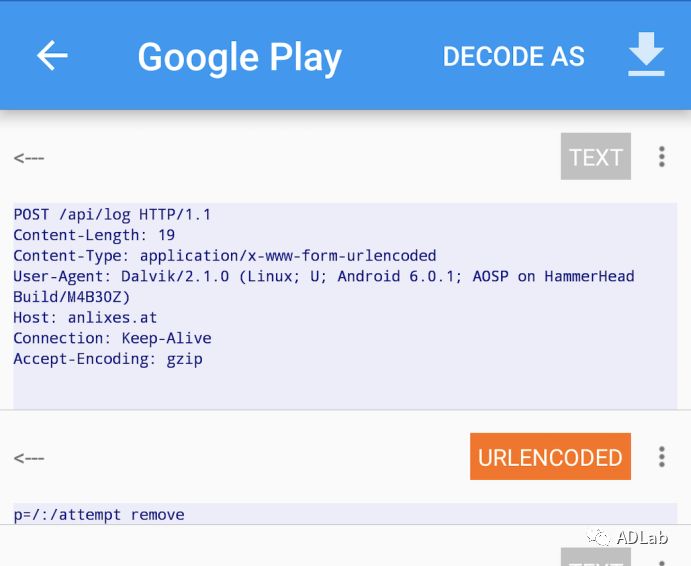 Google Play DECODE AS
<--- TEXT
POST /api/log HTTP/1.1
Content-Length: 19
Content-Type: application/x-www-form-urlencoded
User-Agent: Dalvik/2.1.0 (Linux; U; Android 6.0.1; AOSP on HammerHead
Build/M4B30Z)
Host: anlixes.at
Connection: Keep-Alive
Accept-Encoding: gzip
<--- URLENCODED
p=/:/attempt remove
ADLab
TEXT